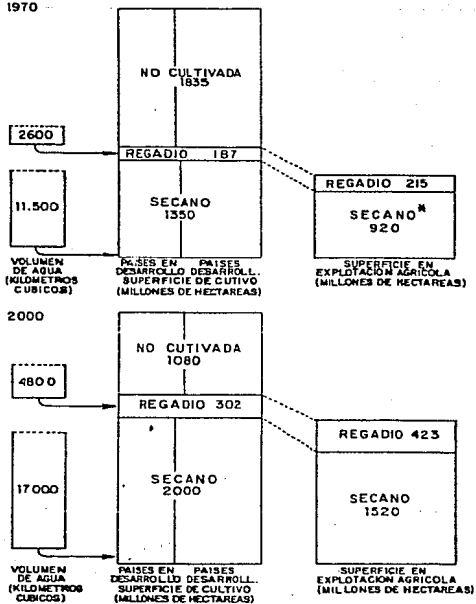 1970
NO CULTIVADA
1835
2600
REGADIO 187
11.500
SECANO
1350
REGADIO 215
SECANO*
920
VOLUMEN
DE AGUA
(KILOMETROS
CUBICOS)
PAISES EN PAISES
DESARROLLO DESARROLL.
SUPERFICIE DE CUTIVO
(MILLONES DE HECTAREAS)
SUPERFICIE EN
EXPLOTACION AGRICOLA
(MILLONES DE HECTAREAS)
2000
NO CUTIVADA
1080
4800
REGADIO 302
17000
SECANO
2000
REGADIO 423
SECANO
1520
VOLUMEN
DE AGUA
(KILOMETROS
CUBICOS)
PAISES EN PAISES
DESARROLLO DESARROLL.
SUPERFICIE DE CUTIVO
(MILLONES DE HECTAREAS)
SUPERFICIE EN
EXPLOTACION AGRICOLA
(MILLONES DE HECTAREAS)